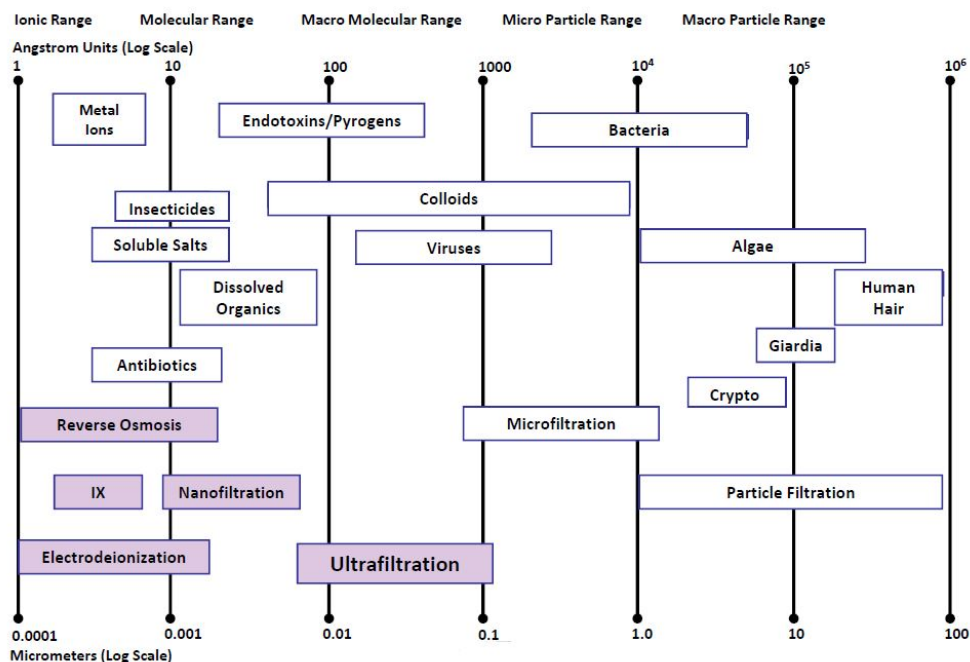 Ionic Range Molecular Range Macro Molecular Range Micro Particle Range Macro Particle Range
Angstrom Units (Log Scale)
1 10 100 1000 10⁴ 10⁵ 10⁶
Metal
Ions
Endotoxins/Pyrogens
Bacteria
Insecticides
Colloids
Soluble Salts
Viruses
Algae
Dissolved
Organics
Human
Hair
Giardia
Antibiotics
Crypto
Reverse Osmosis
Microfiltration
IX
Nanofiltration
Particle Filtration
Electrodeionization
Ultrafiltration
0.0001 0.001 0.01 0.1 1.0 10 100
Micrometers (Log Scale)